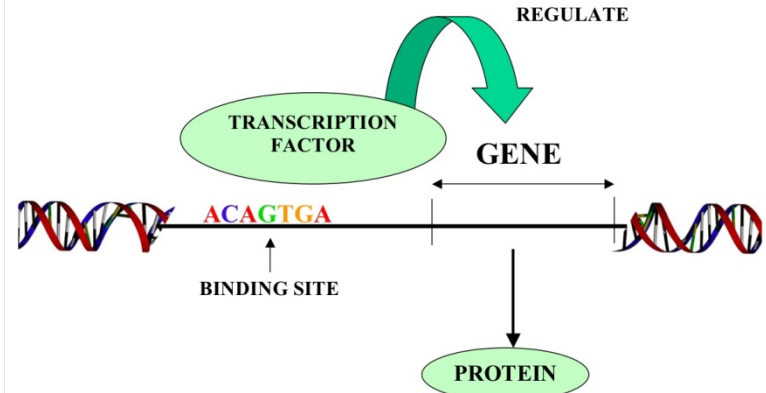 REGULATE
TRANSCRIPTION
FACTOR
GENE
ACAGTGA
BINDING SITE
PROTEIN